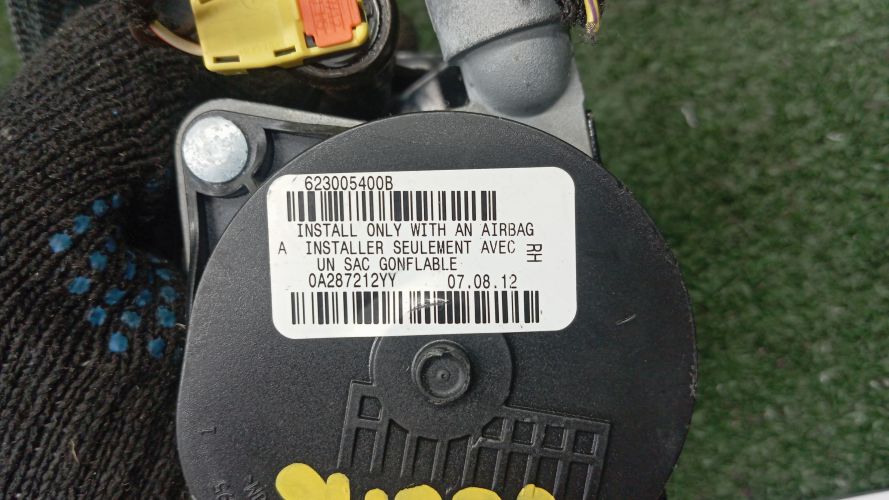 623005400B
INSTALL ONLY WITH AN AIRBAG
A INSTALLER SEULEMENT AVEC
UN SAC GONFLABLE
RH
0A287212YY 07.08.12